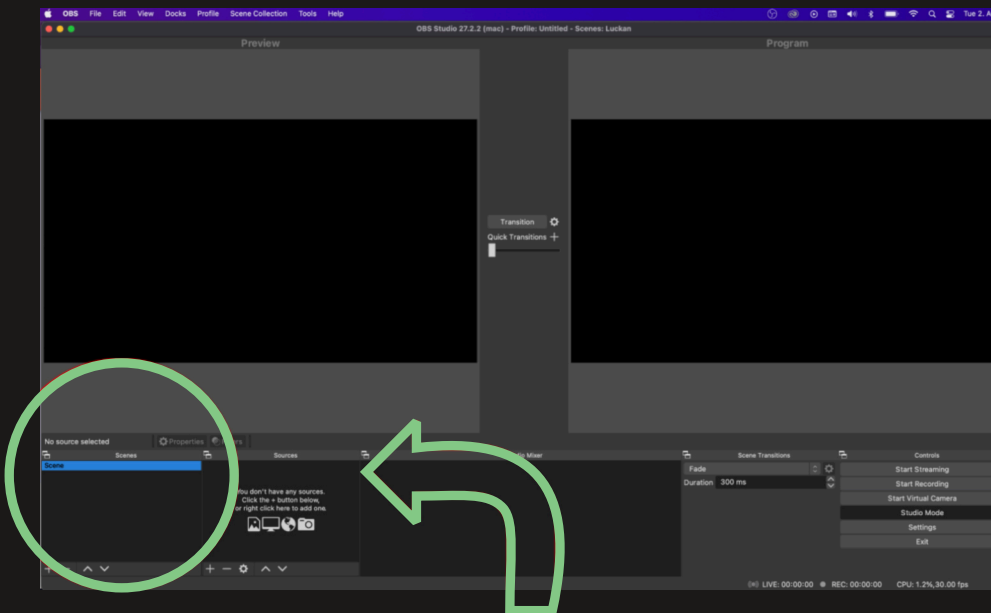 OBS File Edit View Docks Profile Scene Collection Tools Help Tue 2. A
OBS Studio 27.2.2 (mac) - Profile: Untitled - Scenes: Luckan
Preview Program
Transition
Quick Transitions
No source selected Properties
Scenes Sources Mixer Scene Transitions Controls
Scene
Fade
Duration 300 ms
You don't have any sources.
Click the + button below,
or right click here to add one.
Start Streaming
Start Recording
Start Virtual Camera
Studio Mode
Settings
Exit
LIVE: 00:00:00 REC: 00:00:00 CPU: 1.2%,30.00 fps